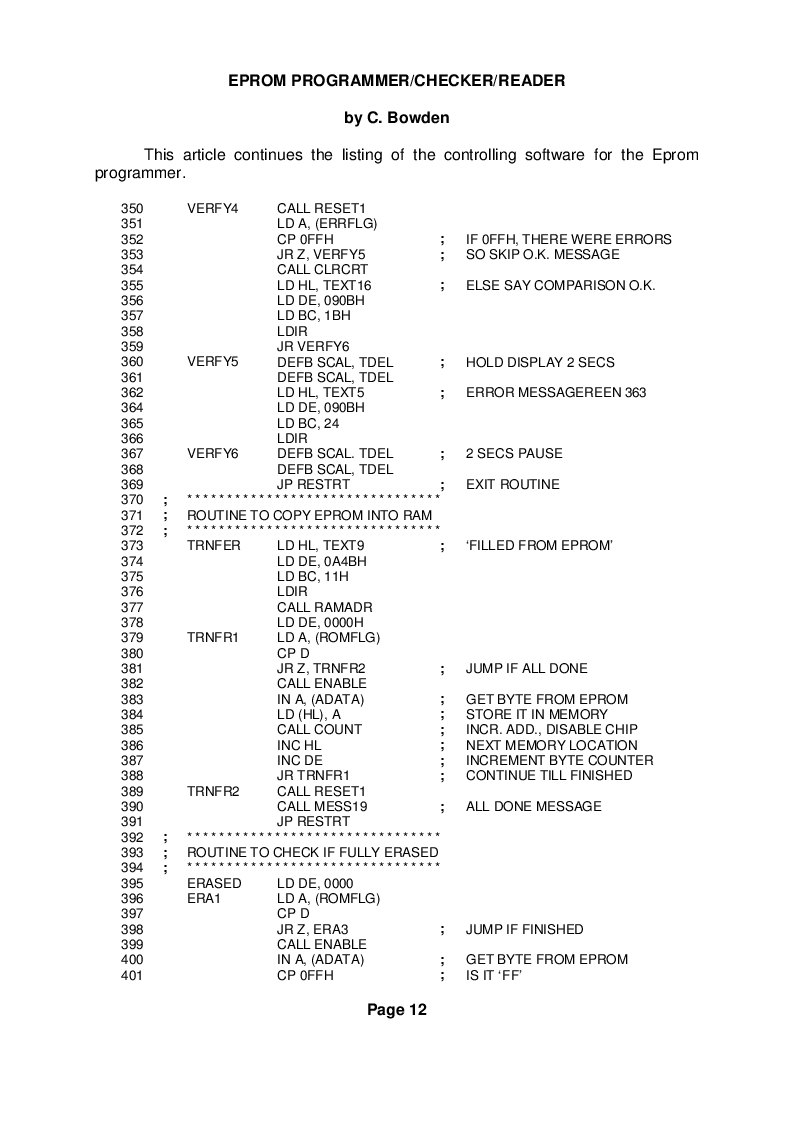 EPROM PROGRAMMER/CHECKER/READER
by C. Bowden
This article continues the listing of the controlling software for the Eprom
programmer.
350 VERFY4 CALL RESET1
351 LD A, (ERRFLG)
352 CP 0FFH ; IF 0FFH, THERE WERE ERRORS
353 JR Z, VERFY5 ; SO SKIP O.K. MESSAGE
354 CALL CLRCRT
355 LD HL, TEXT16 ; ELSE SAY COMPARISON O.K.
356 LD DE, 090BH
357 LD BC, 1BH
358 LDIR
359 JR VERFY6
360 VERFY5 DEFB SCAL, TDEL ; HOLD DISPLAY 2 SECS
361 DEFB SCAL, TDEL
362 LD HL, TEXT5 ; ERROR MESSAGEREEN 363
364 LD DE, 090BH
365 LD BC, 24
366 LDIR
367 VERFY6 DEFB SCAL. TDEL ; 2 SECS PAUSE
368 DEFB SCAL, TDEL
369 JP RESTRT ; EXIT ROUTINE
370 ; * * * * * * * * * * * * * * * * * * * * * * * * * * * * * * * *
371 ; ROUTINE TO COPY EPROM INTO RAM
372 ; * * * * * * * * * * * * * * * * * * * * * * * * * * * * * * * *
373 TRNFER LD HL, TEXT9 ; ‘FILLED FROM EPROM’
374 LD DE, 0A4BH
375 LD BC, 11H
376 LDIR
377 CALL RAMADR
378 LD DE, 0000H
379 TRNFR1 LD A, (ROMFLG)
380 CP D
381 JR Z, TRNFR2 ; JUMP IF ALL DONE
382 CALL ENABLE
383 IN A, (ADATA) ; GET BYTE FROM EPROM
384 LD (HL), A ; STORE IT IN MEMORY
385 CALL COUNT ; INCR. ADD., DISABLE CHIP
386 INC HL ; NEXT MEMORY LOCATION
387 INC DE ; INCREMENT BYTE COUNTER
388 JR TRNFR1 ; CONTINUE TILL FINISHED
389 TRNFR2 CALL RESET1
390 CALL MESS19 ; ALL DONE MESSAGE
391 JP RESTRT
392 ; * * * * * * * * * * * * * * * * * * * * * * * * * * * * * * * *
393 ; ROUTINE TO CHECK IF FULLY ERASED
394 ; * * * * * * * * * * * * * * * * * * * * * * * * * * * * * * * *
395 ERASED LD DE, 0000
396 ERA1 LD A, (ROMFLG)
397 CP D
398 JR Z, ERA3 ; JUMP IF FINISHED
399 CALL ENABLE
400 IN A, (ADATA) ; GET BYTE FROM EPROM
401 CP 0FFH ; IS IT ‘FF’
Page 12